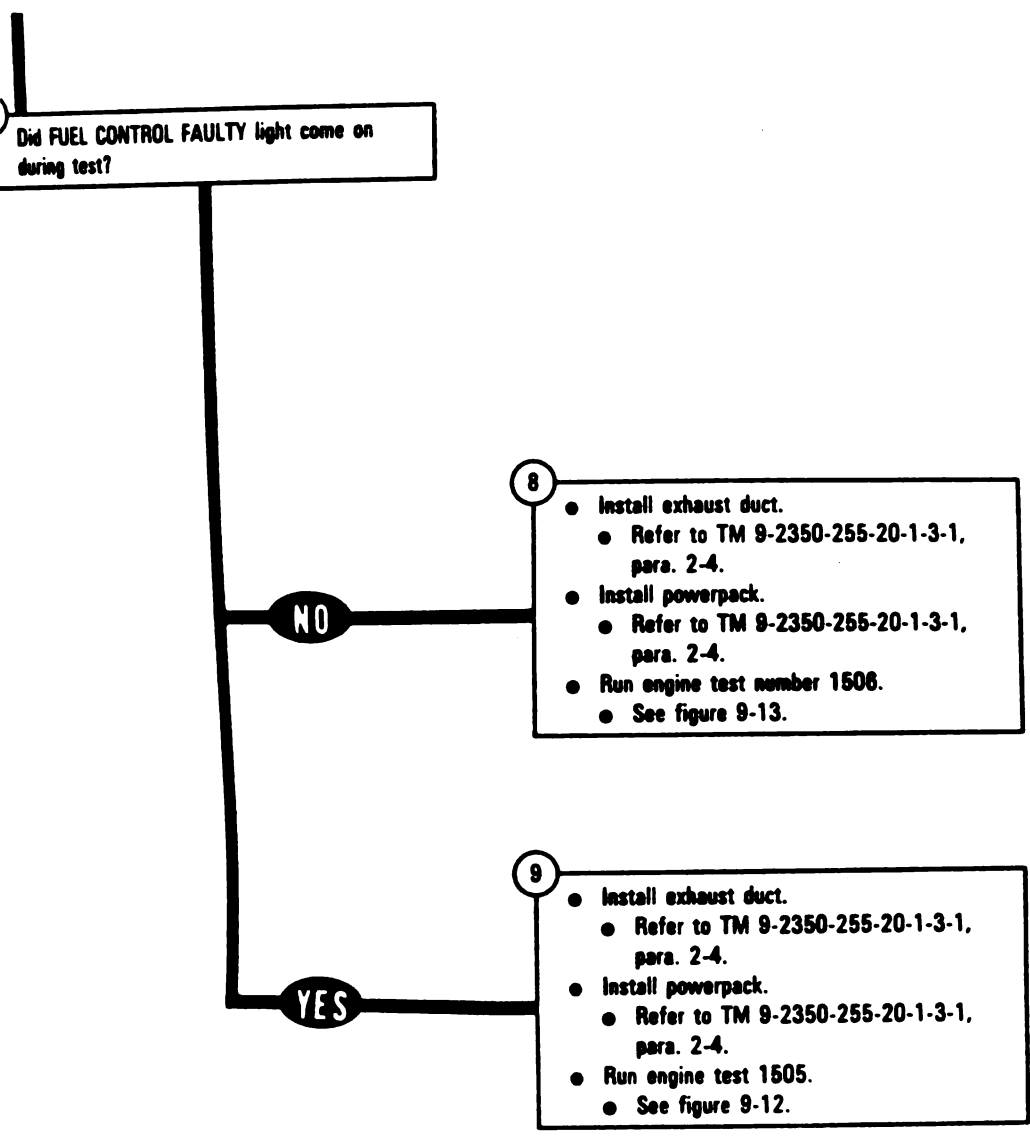 Did FUEL CONTROL FAULTY light come on
during test?
8
● Install exhaust duct.
● Refer to TM 9-2350-255-20-1-3-1,
para. 2-4.
● Install powerpack.
● Refer to TM 9-2350-255-20-1-3-1,
para. 2-4.
● Run engine test number 1506.
● See figure 9-13.
NO
9
● Install exhaust duct.
● Refer to TM 9-2350-255-20-1-3-1,
para. 2-4.
● Install powerpack.
● Refer to TM 9-2350-255-20-1-3-1,
para. 2-4.
● Run engine test 1505.
● See figure 9-12.
YES